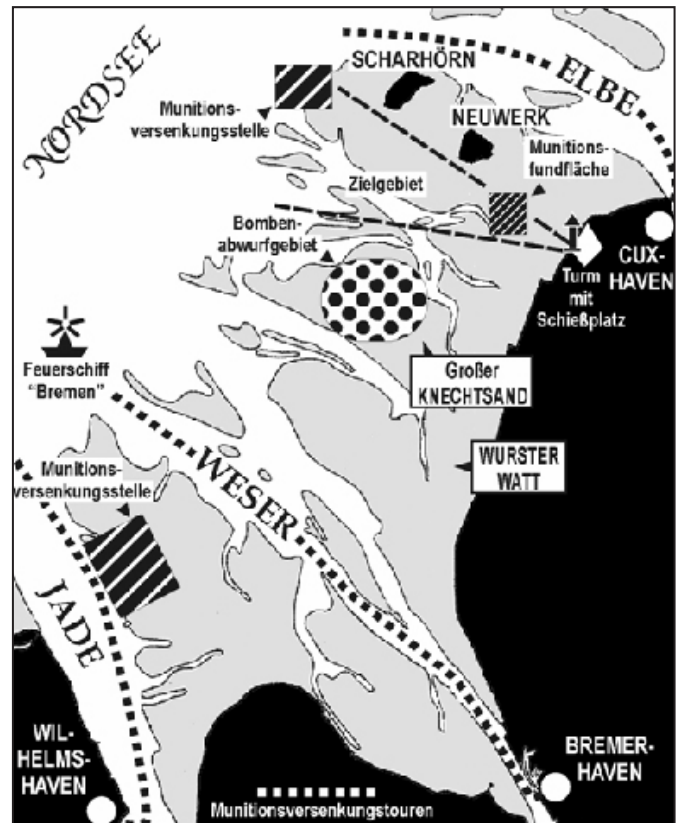 NORDSEE
SCHARHÖRN
ELBE
Munitions-
versenkungsstelle
NEUWERK
Munitions-
fundfläche
Zielgebiet
Bomben-
abwurfgebiet
CUX-
HAVEN
Turm
mit
Schießplatz
Feuerschiff
"Bremen"
Großer
KNECHTSAND
WURSTER
WATT
Munitions-
versenkungsstelle
WESER
JADE
WIL-
HELMS-
HAVEN
BREMER-
HAVEN
Munitionsversenkungstouren